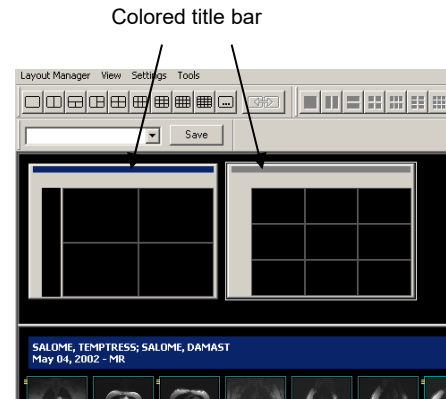 Colored title bar
Layout Manager View Settings Tools
...
Save
SALOME, TEMPTRESS; SALOME, DAMAST
May 04, 2002 - MR